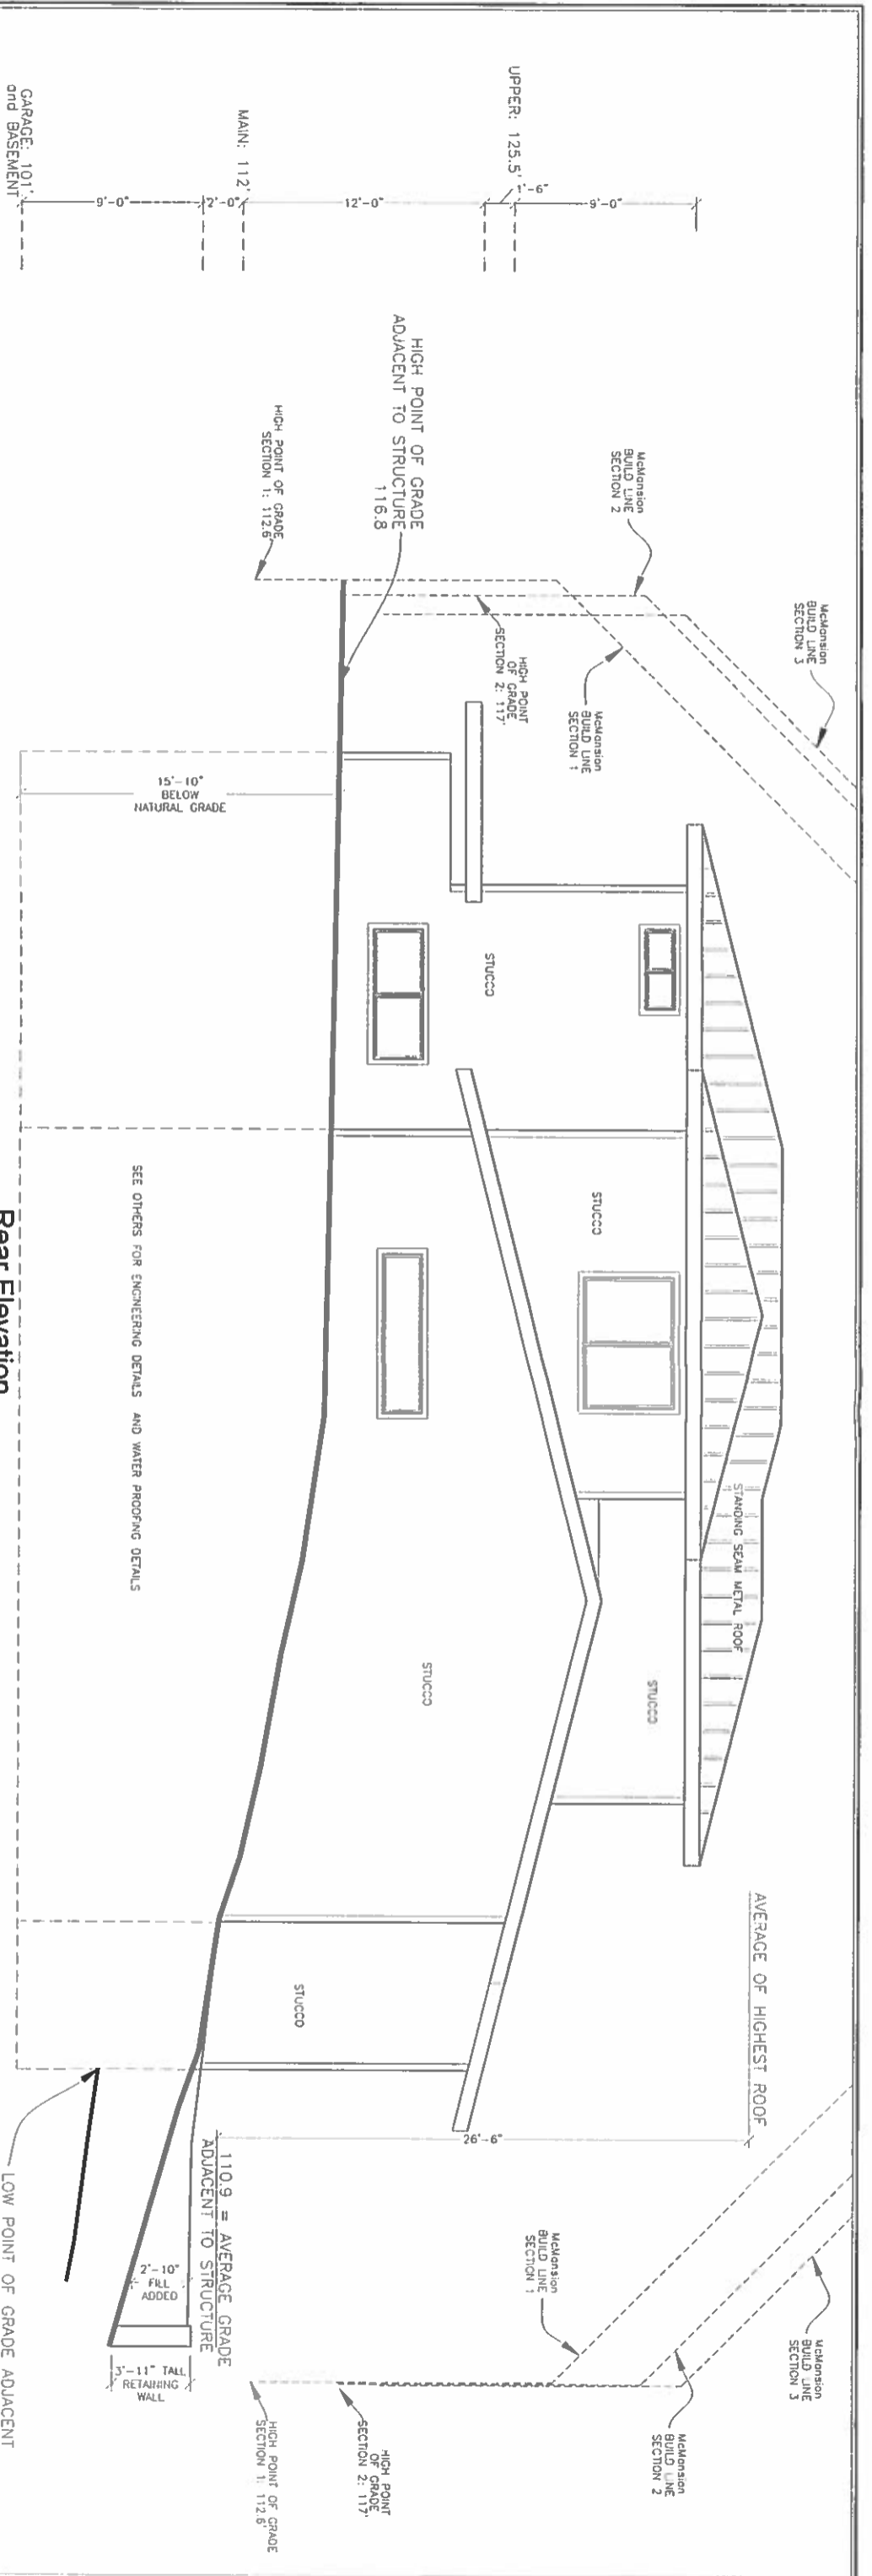 UPPER: 125.5'
MAIN: 112'
GARAGE: 101'
and BASEMENT
9'-0"
1'-6"
12'-0"
2'-0"
9'-0"
McMansion
BUILD LINE
SECTION 3
McMansion
BUILD LINE
SECTION 2
McMansion
BUILD LINE
SECTION 1
HIGH POINT
OF GRADE
SECTION 2: 117'
HIGH POINT OF GRADE
ADJACENT TO STRUCTURE
116.8
HIGH POINT OF GRADE
SECTION 1: 112.6'
15'-10"
BELOW
NATURAL GRADE
STUCCO
STUCCO
STANDING SEAM METAL ROOF
STUCCO
STUCCO
STUCCO
SEE OTHERS FOR ENGINEERING DETAILS AND WATER PROOFING DETAILS
Rear Elevation
AVERAGE OF HIGHEST ROOF
26'-6"
110.9 = AVERAGE GRADE
ADJACENT TO STRUCTURE
2'-10"
FILL
ADDED
3'-11" TALL
RETAINING
WALL
LOW POINT OF GRADE ADJACENT
McMansion
BUILD LINE
SECTION 3
McMansion
BUILD LINE
SECTION 1
McMansion
BUILD LINE
SECTION 2
HIGH POINT
OF GRADE
SECTION 2: 117'
HIGH POINT OF GRADE
SECTION 1: 112.6'